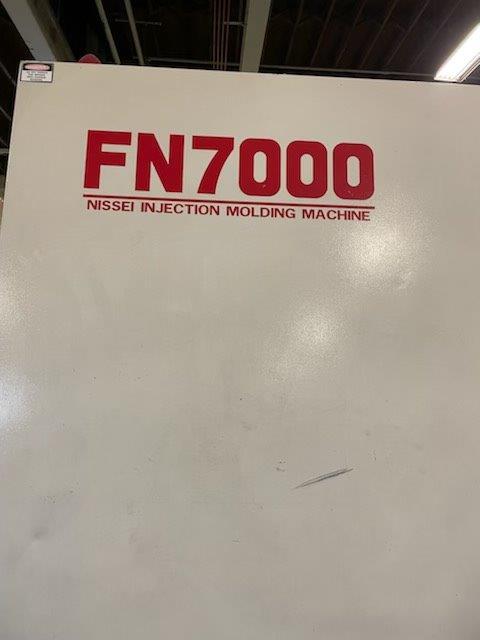 FN7000
NISSEI INJECTION MOLDING MACHINE